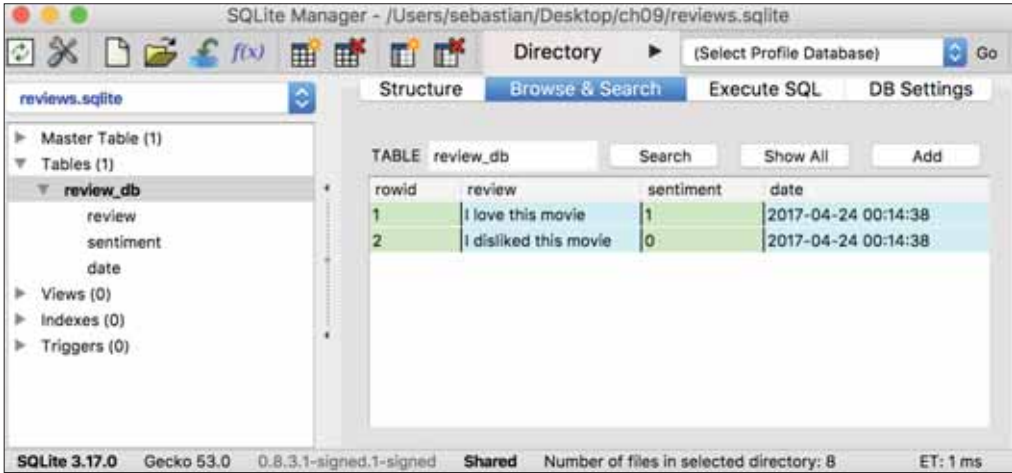 SQLite Manager - /Users/sebastian/Desktop/ch09/reviews.sqlite
f(x) Directory (Select Profile Database) Go
reviews.sqlite
Master Table (1)
Tables (1)
review_db
review
sentiment
date
Views (0)
Indexes (0)
Triggers (0)
Structure Browse & Search Execute SQL DB Settings
TABLE review_db Search Show All Add
rowid review sentiment date
1 I love this movie 1 2017-04-24 00:14:38
2 I disliked this movie 0 2017-04-24 00:14:38
SQLite 3.17.0 Gecko 53.0 0.8.3.1-signed.1-signed Shared Number of files in selected directory: 8 ET: 1 ms